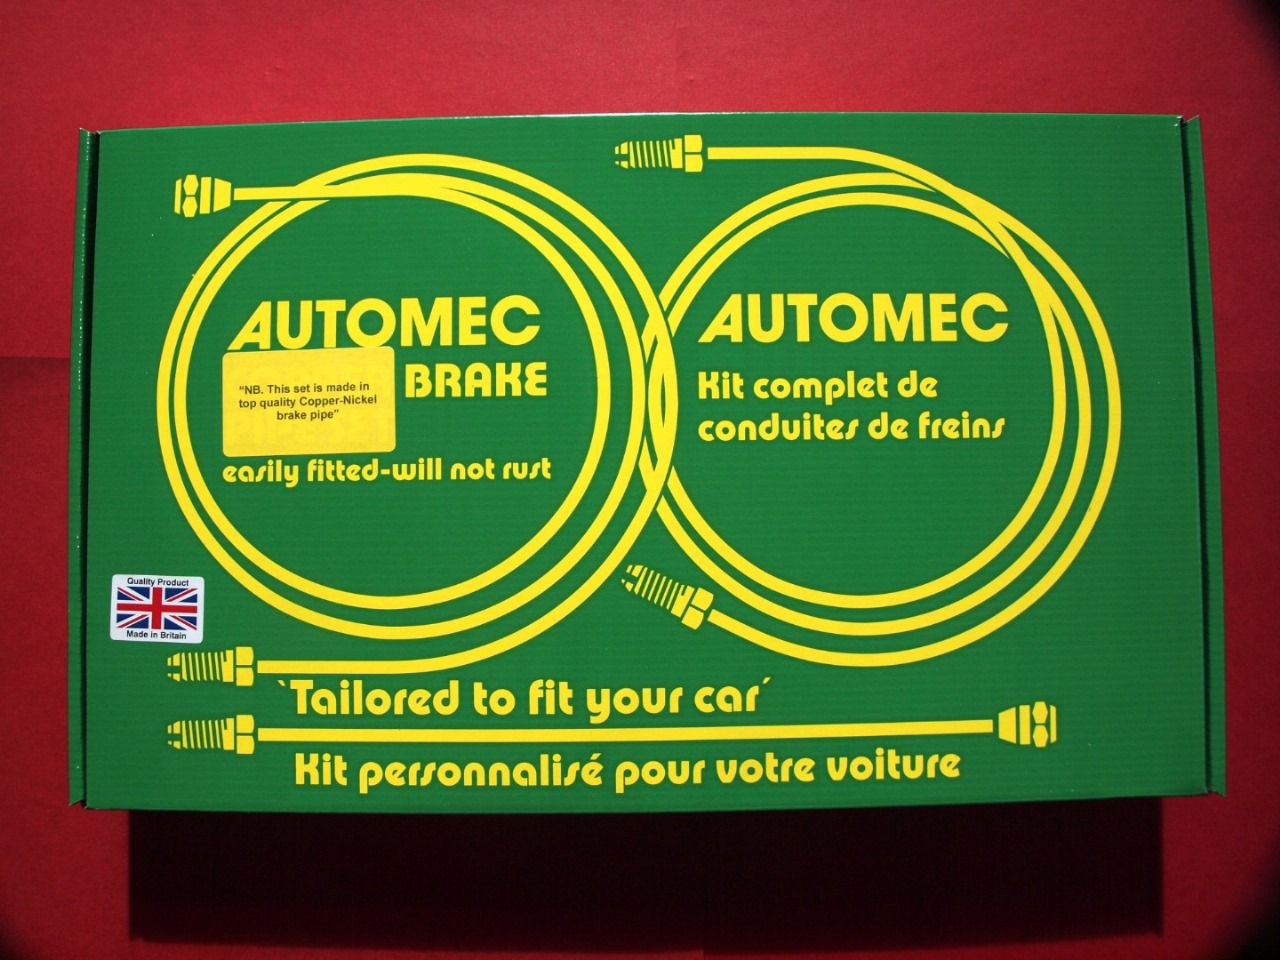 AUTOMEC
BRAKE
"NB. This set is made in
top quality Copper-Nickel
brake pipe"
easily fitted-will not rust
AUTOMEC
Kit complet de
conduites de freins
Quality Product
Made in Britain
`Tailored to fit your car´
Kit personnalisé pour votre voiture